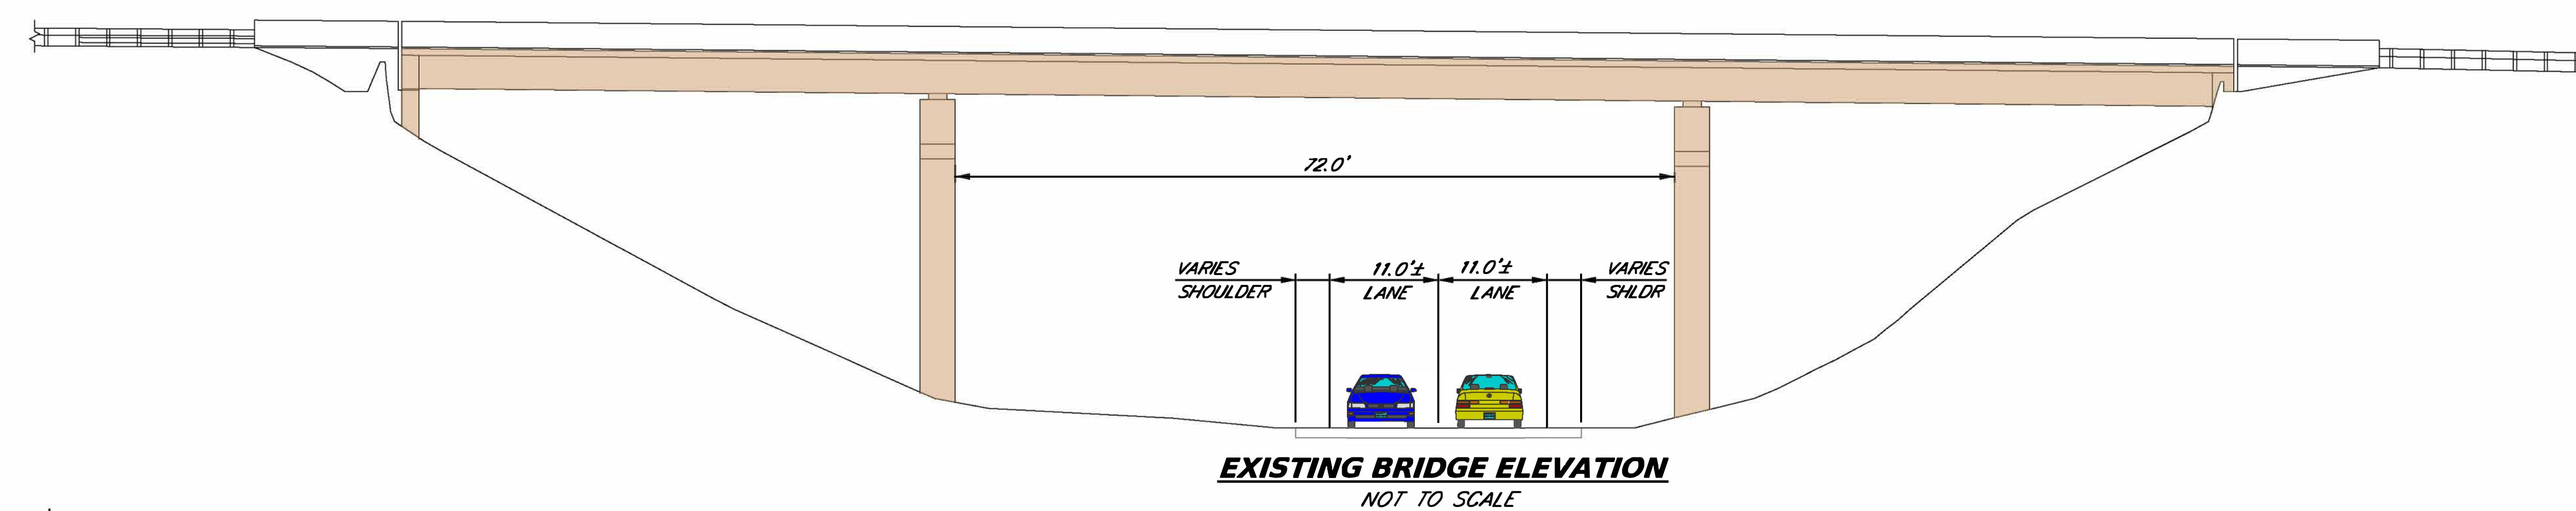 72.0'
VARIES
SHOULDER
11.0'±
LANE
11.0'±
LANE
VARIES
SHLDR
EXISTING BRIDGE ELEVATION
NOT TO SCALE